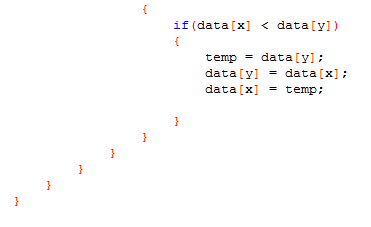 {
if(data[x] < data[y])
{
temp = data[y];
data[y] = data[x];
data[x] = temp;
}
}
}
}
}
}